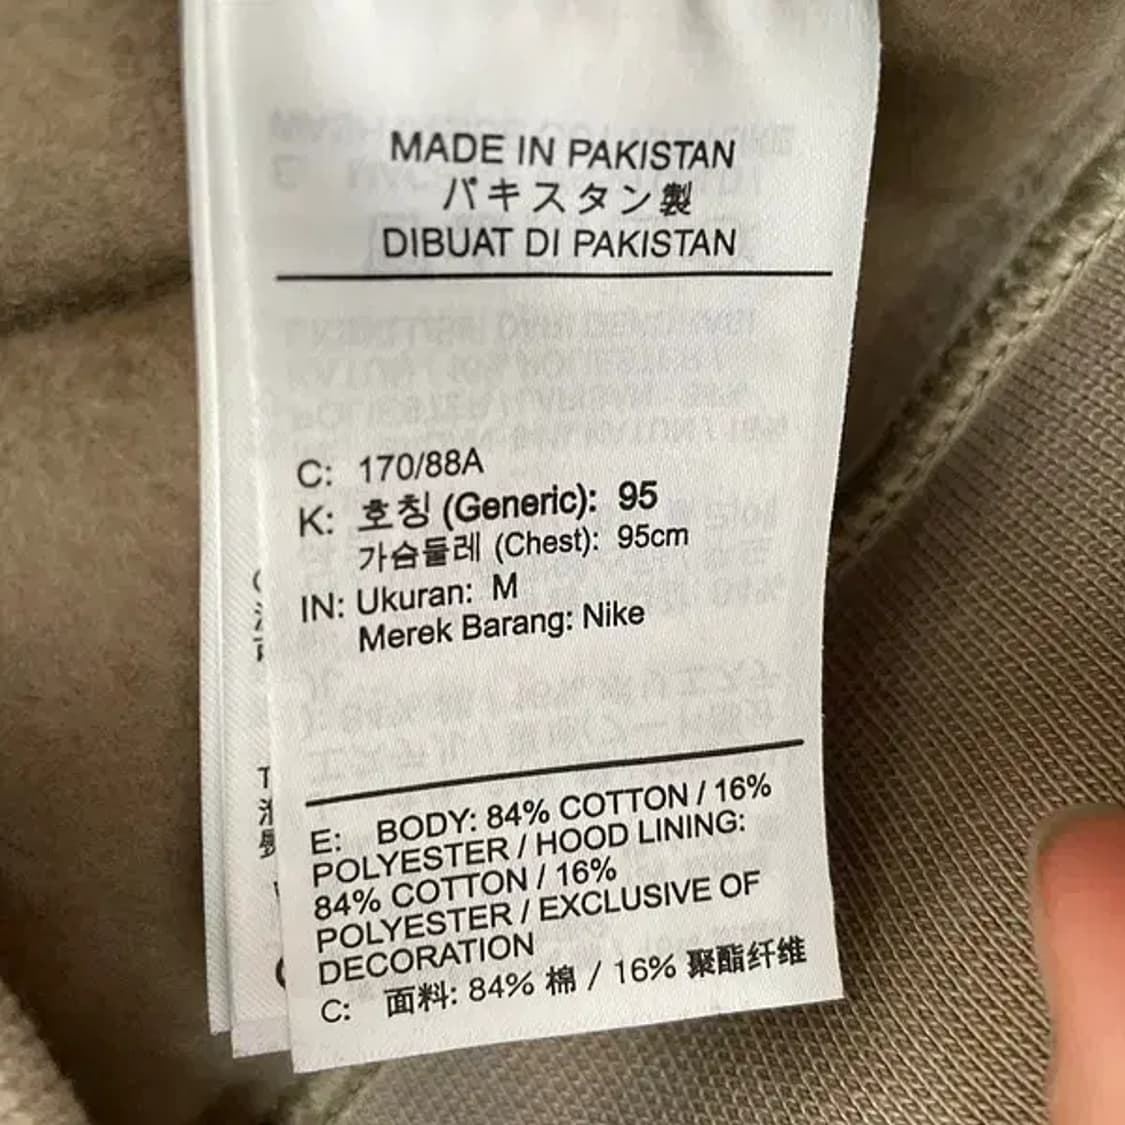 MADE IN PAKISTAN
パキスタン製
DIBUAT DI PAKISTAN
C: 170/88A
K: 호칭 (Generic): 95
가슴둘레 (Chest): 95cm
IN: Ukuran: M
Merek Barang: Nike
E: BODY: 84% COTTON / 16%
POLYESTER / HOOD LINING:
84% COTTON / 16%
POLYESTER / EXCLUSIVE OF
DECORATION
C: 面料: 84% 棉 / 16% 聚酯纤维